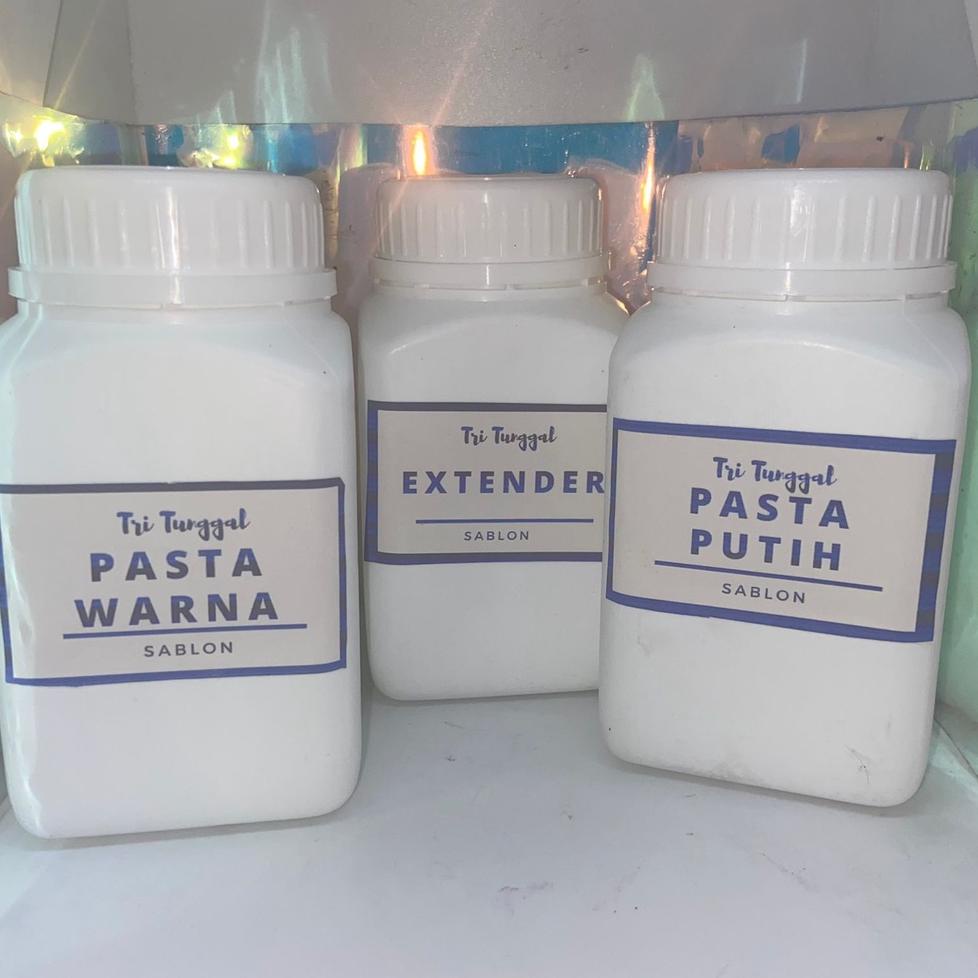 Tri Tunggal
PASTA
WARNA
SABLON
Tri Tunggal
EXTENDER
SABLON
Tri Tunggal
PASTA
PUTIH
SABLON